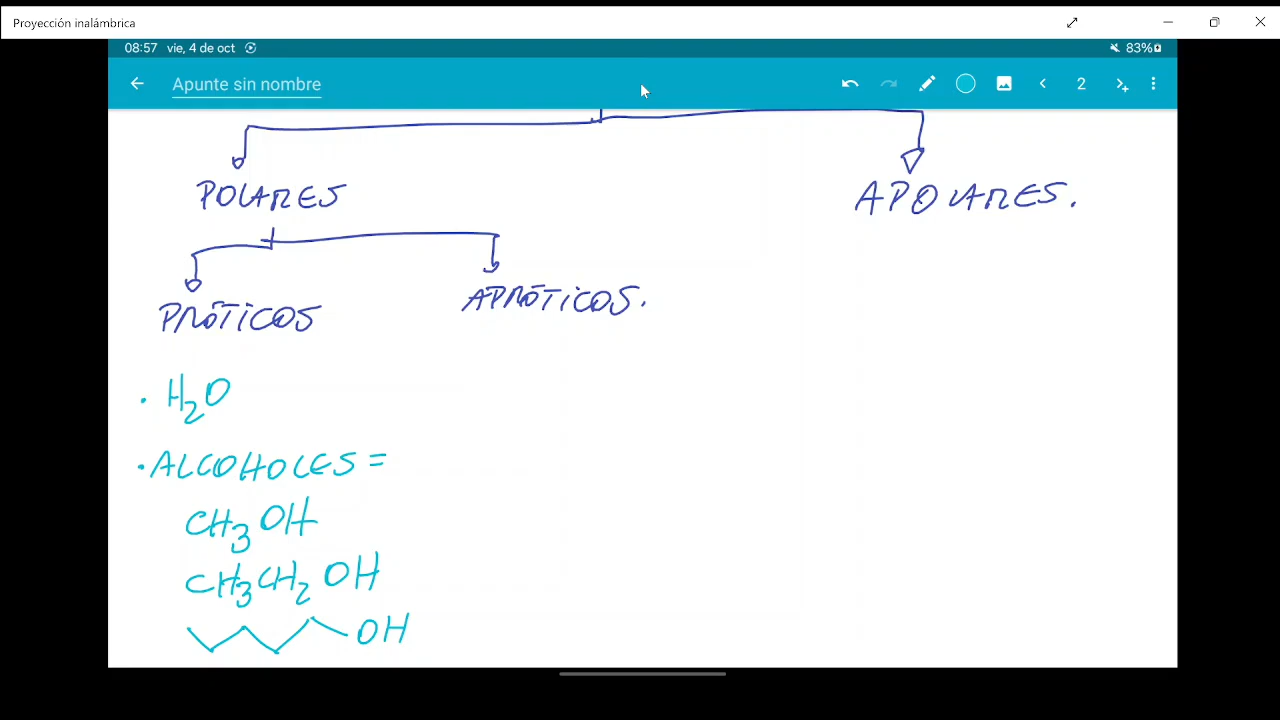 Proyección inalámbrica
08:57 vie, 4 de oct
83%
Apunte sin nombre
2
POLARES
APOLARES.
PRÓTICOS
APRÓTICOS.
· H2O
· ALCOHOLES =
CH3OH
CH3CH2OH
OH